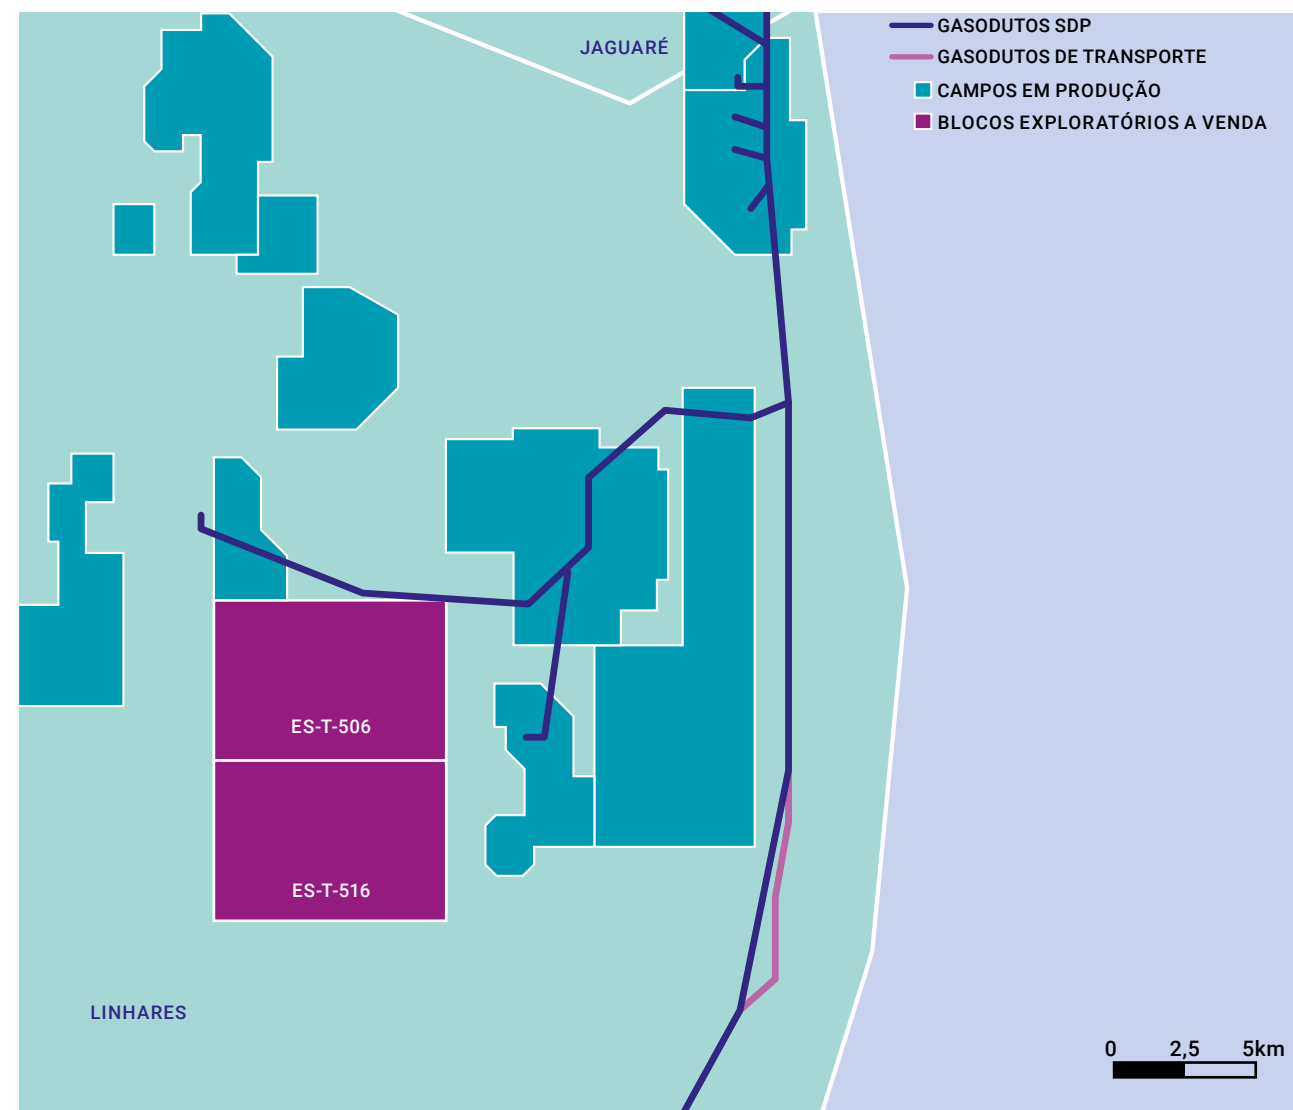 GASODUTOS SDP
JAGUARÉ
GASODUTOS DE TRANSPORTE
CAMPOS EM PRODUÇÃO
BLOCOS EXPLORATÓRIOS A VENDA
ES-T-506
ES-T-516
LINHARES
0 2,5 5km